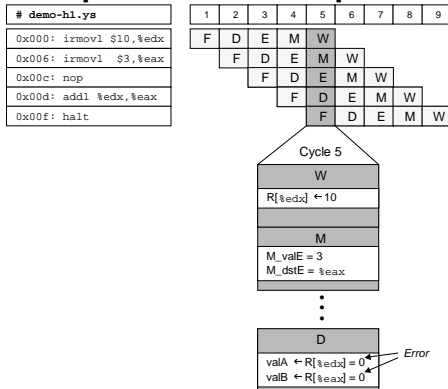 # demo-h1.ys 1 2 3 4 5 6 7 8 9
0x000: irmovl $10,%edx F D E M W
0x006: irmovl $3,%eax F D E M W
0x00c: nop F D E M W
0x00d: addl %edx,%eax F D E M W
0x00f: halt F D E M W
Cycle 5
W
R[%edx] ← 10
M
M_valE = 3
M_dstE = %eax
•
•
•
D
valA ← R[%edx] = 0
Error
valB ← R[%eax] = 0